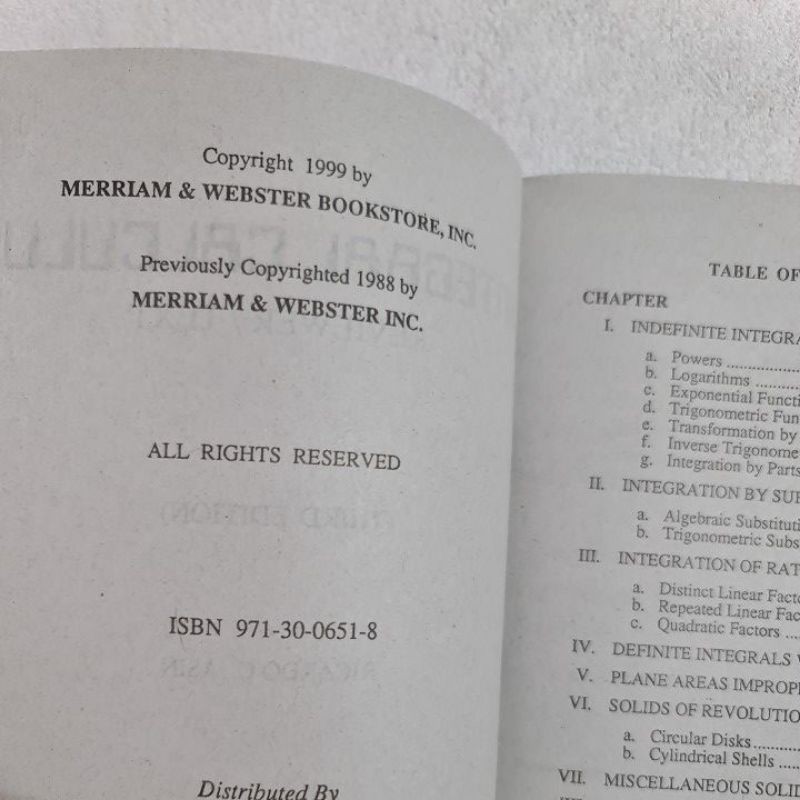 Copyright 1999 by
MERRIAM & WEBSTER BOOKSTORE, INC.
Previously Copyrighted 1988 by
MERRIAM & WEBSTER INC.
ALL RIGHTS RESERVED
ISBN 971-30-0651-8
Distributed By
TABLE OF
CHAPTER
I. INDEFINITE INTEGRA
a. Powers ..............
b. Logarithms .........
c. Exponential Functi
d. Trigonometric Fun
e. Transformation by
f. Inverse Trigonome
g. Integration by Parts
II. INTEGRATION BY SU
a. Algebraic Substituti
b. Trigonometric Subs
III. INTEGRATION OF RAT
a. Distinct Linear Facto
b. Repeated Linear Fac
c. Quadratic Factors ...
IV. DEFINITE INTEGRALS
V. PLANE AREAS IMPROP
VI. SOLIDS OF REVOLUTIO
a. Circular Disks..........
b. Cylindrical Shells .....
VII. MISCELLANEOUS SOLID